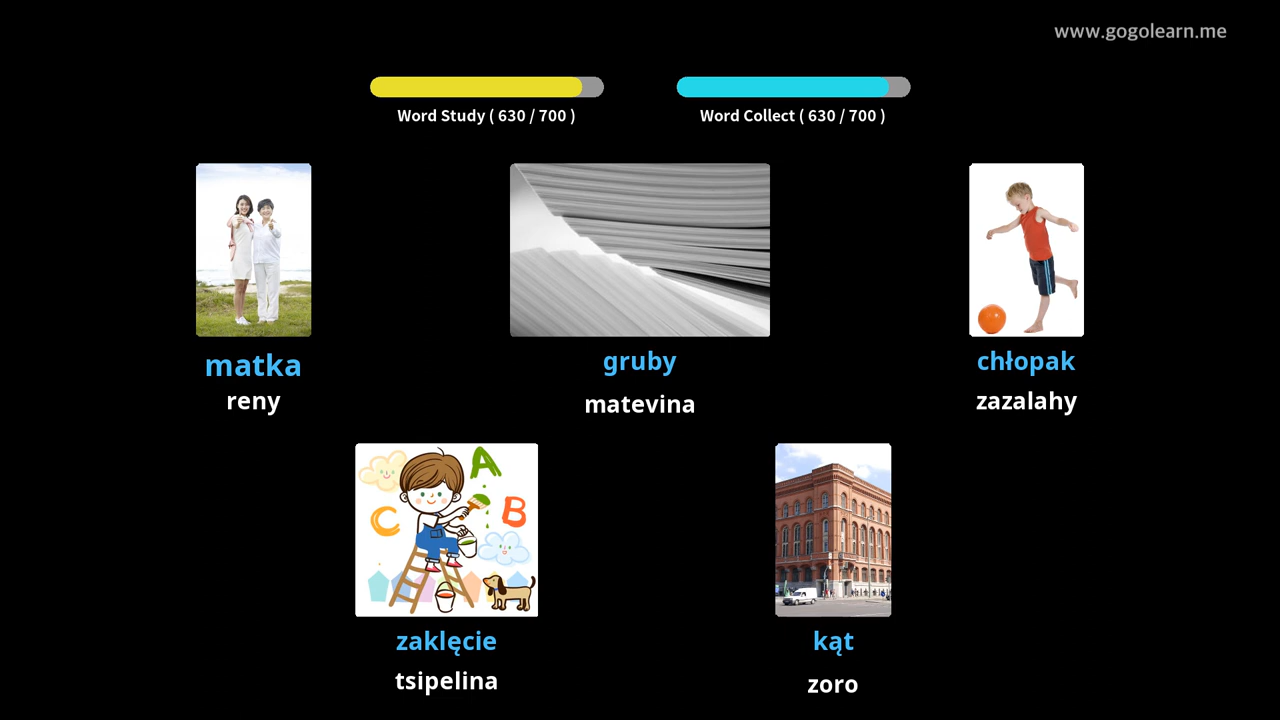 www.gogolearn.me
Word Study ( 630 / 700 )
Word Collect ( 630 / 700 )
matka
reny
gruby
matevina
chłopak
zazalahy
A
B
C
zaklęcie
tsipelina
kąt
zoro